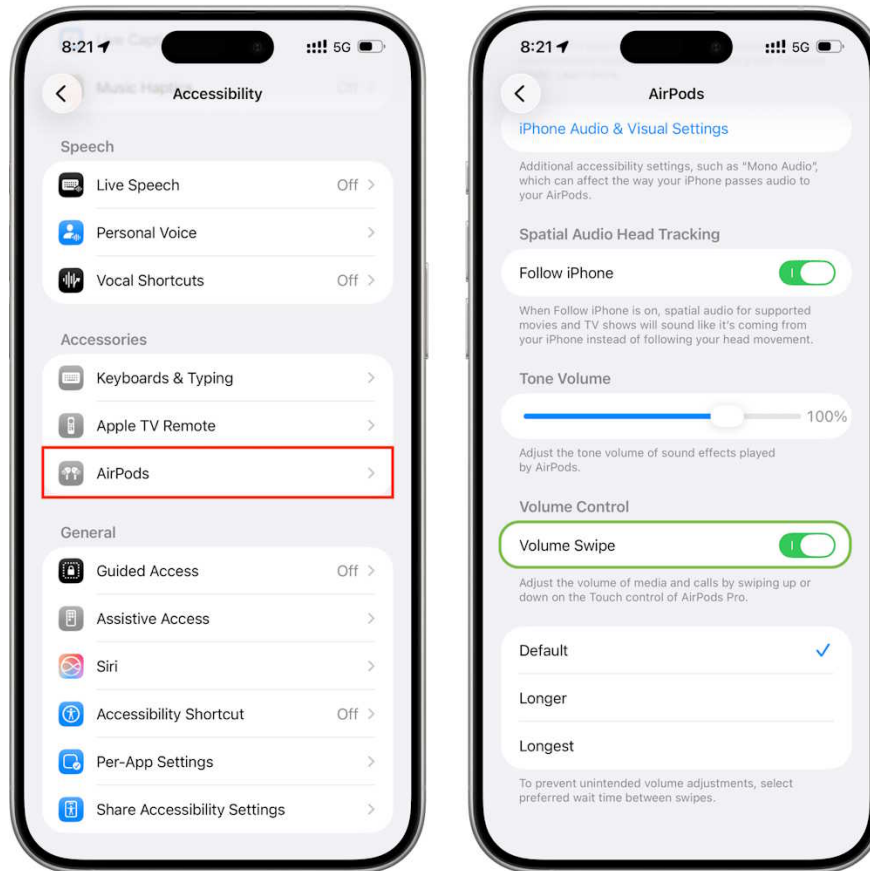 8:21
5G
Accessibility
Music Haptics
Speech
Live Speech Off
Personal Voice
Vocal Shortcuts Off
Accessories
Keyboards & Typing
Apple TV Remote
AirPods
General
Guided Access Off
Assistive Access
Siri
Accessibility Shortcut Off
Per-App Settings
Share Accessibility Settings
8:21
5G
AirPods
iPhone Audio & Visual Settings
Additional accessibility settings, such as “Mono Audio”,
which can affect the way your iPhone passes audio to
your AirPods.
Spatial Audio Head Tracking
Follow iPhone
When Follow iPhone is on, spatial audio for supported
movies and TV shows will sound like it's coming from
your iPhone instead of following your head movement.
Tone Volume
100%
Adjust the tone volume of sound effects played
by AirPods.
Volume Control
Volume Swipe
Adjust the volume of media and calls by swiping up or
down on the Touch control of AirPods Pro.
Default
Longer
Longest
To prevent unintended volume adjustments, select
preferred wait time between swipes.